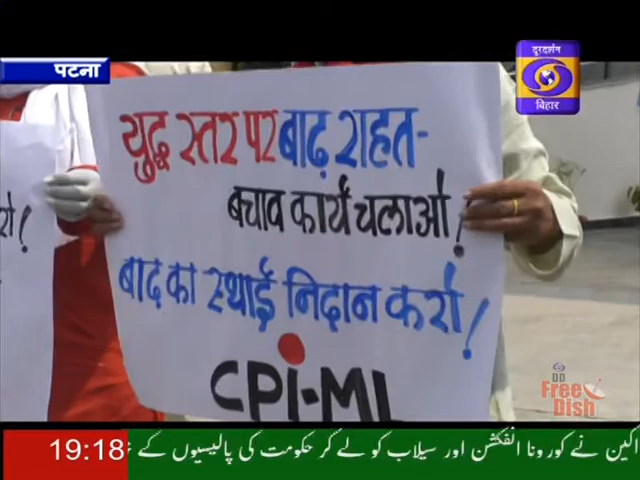 पटना
दूरदर्शन
बिहार
युद्ध स्तर पर बाढ़ राहत-
बचाव कार्य चलाओ!
बाढ़ का स्थाई निदान करो!
CPI-ML
रो!
DD
Free
Dish
19:18
اکین نے کورونا انفکشن اور سیلاب کو لے کر حکومت کی پالیسیوں کے